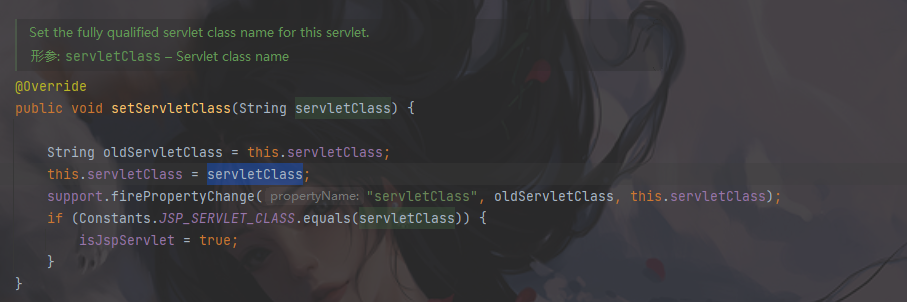 Set the fully qualified servlet class name for this servlet.
形参: servletClass – Servlet class name
@Override
public void setServletClass(String servletClass) {
String oldServletClass = this.servletClass;
this.servletClass = servletClass;
support.firePropertyChange( propertyName: "servletClass", oldServletClass, this.servletClass);
if (Constants.JSP_SERVLET_CLASS.equals(servletClass)) {
isJspServlet = true;
}
}